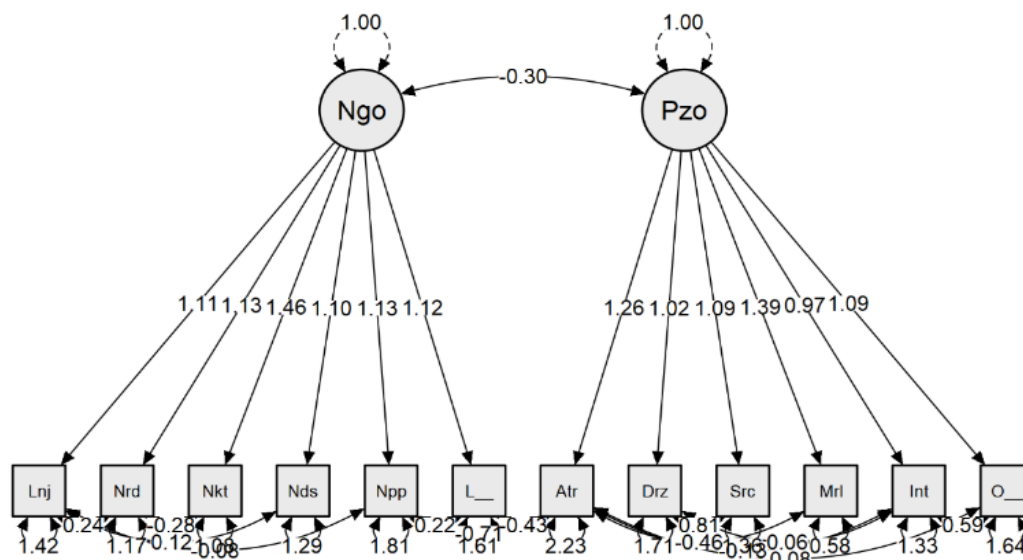 1.00 1.00
-0.30
Ngo Pzo
1.11 1.13 1.46 1.10 1.13 1.12 1.26 1.02 1.09 1.39 0.97 1.09
Lnj Nrd Nkt Nds Npp L__ Atr Drz Src Mrl Int O__
0.24 -0.28 0.22 -0.71 -0.43 0.81 -0.06 0.59
-0.12 -0.08 -0.46
1.42 1.17 1.29 1.81 1.61 2.23 1.71 0.58 1.33 1.64